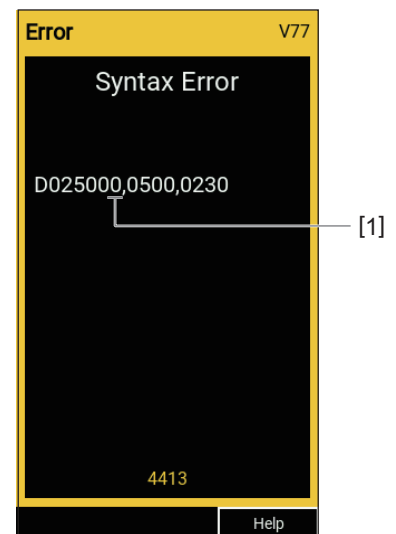 Error V77
Syntax Error
D025000,0500,0230
[1]
4413
Help